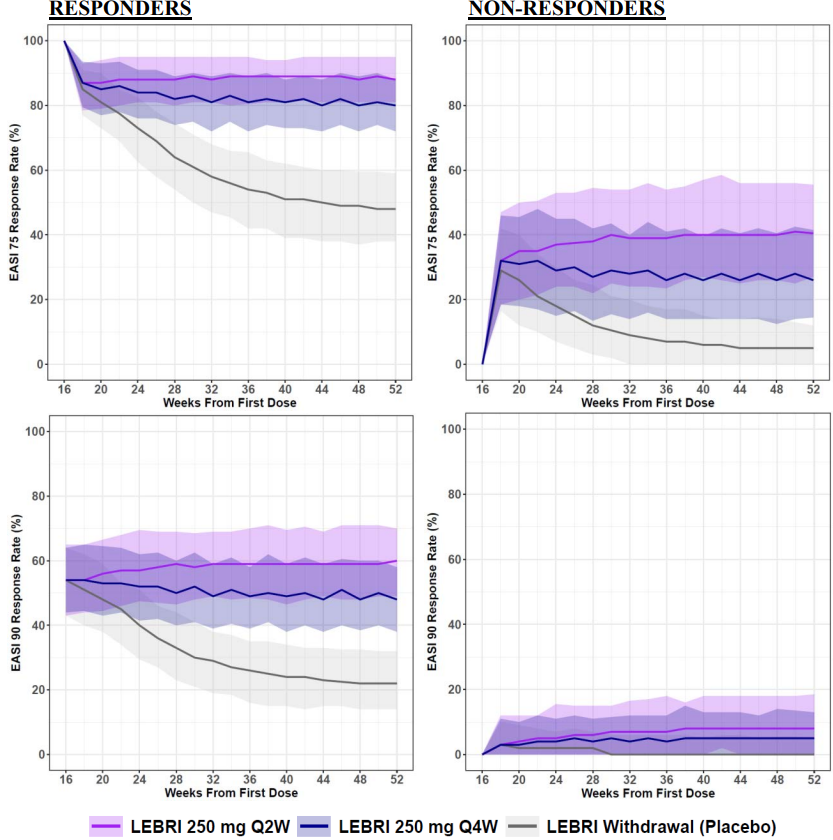 RESPONDERS
NON-RESPONDERS
EASI 75 Response Rate (%)
100
80
60
40
20
0
16 20 24 28 32 36 40 44 48 52
Weeks From First Dose
EASI 75 Response Rate (%)
100
80
60
40
20
0
16 20 24 28 32 36 40 44 48 52
Weeks From First Dose
EASI 90 Response Rate (%)
100
80
60
40
20
0
16 20 24 28 32 36 40 44 48 52
Weeks From First Dose
EASI 90 Response Rate (%)
100
80
60
40
20
0
16 20 24 28 32 36 40 44 48 52
Weeks From First Dose
LEBRI 250 mg Q2W LEBRI 250 mg Q4W LEBRI Withdrawal (Placebo)